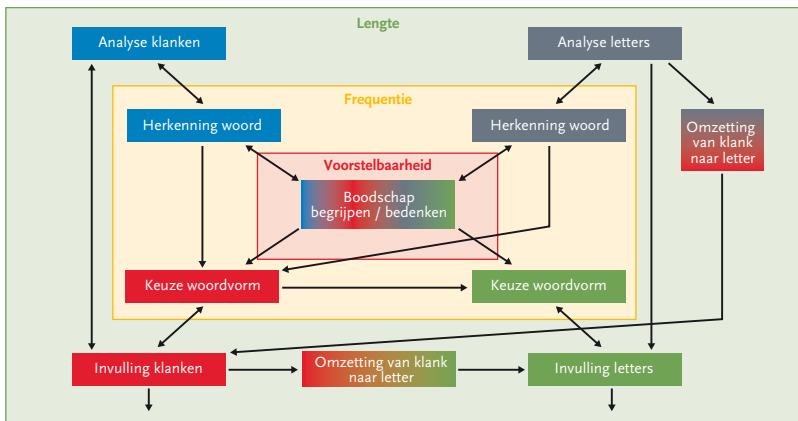 Lengte
Analyse klanken
Analyse letters
Frequentie
Herkenning woord
Herkenning woord
Omzetting
van klank
naar letter
Voorstelbaarheid
Boodschap
begrijpen / bedenken
Keuze woordvorm
Keuze woordvorm
Invulling klanken
Omzetting van klank
naar letter
Invulling letters